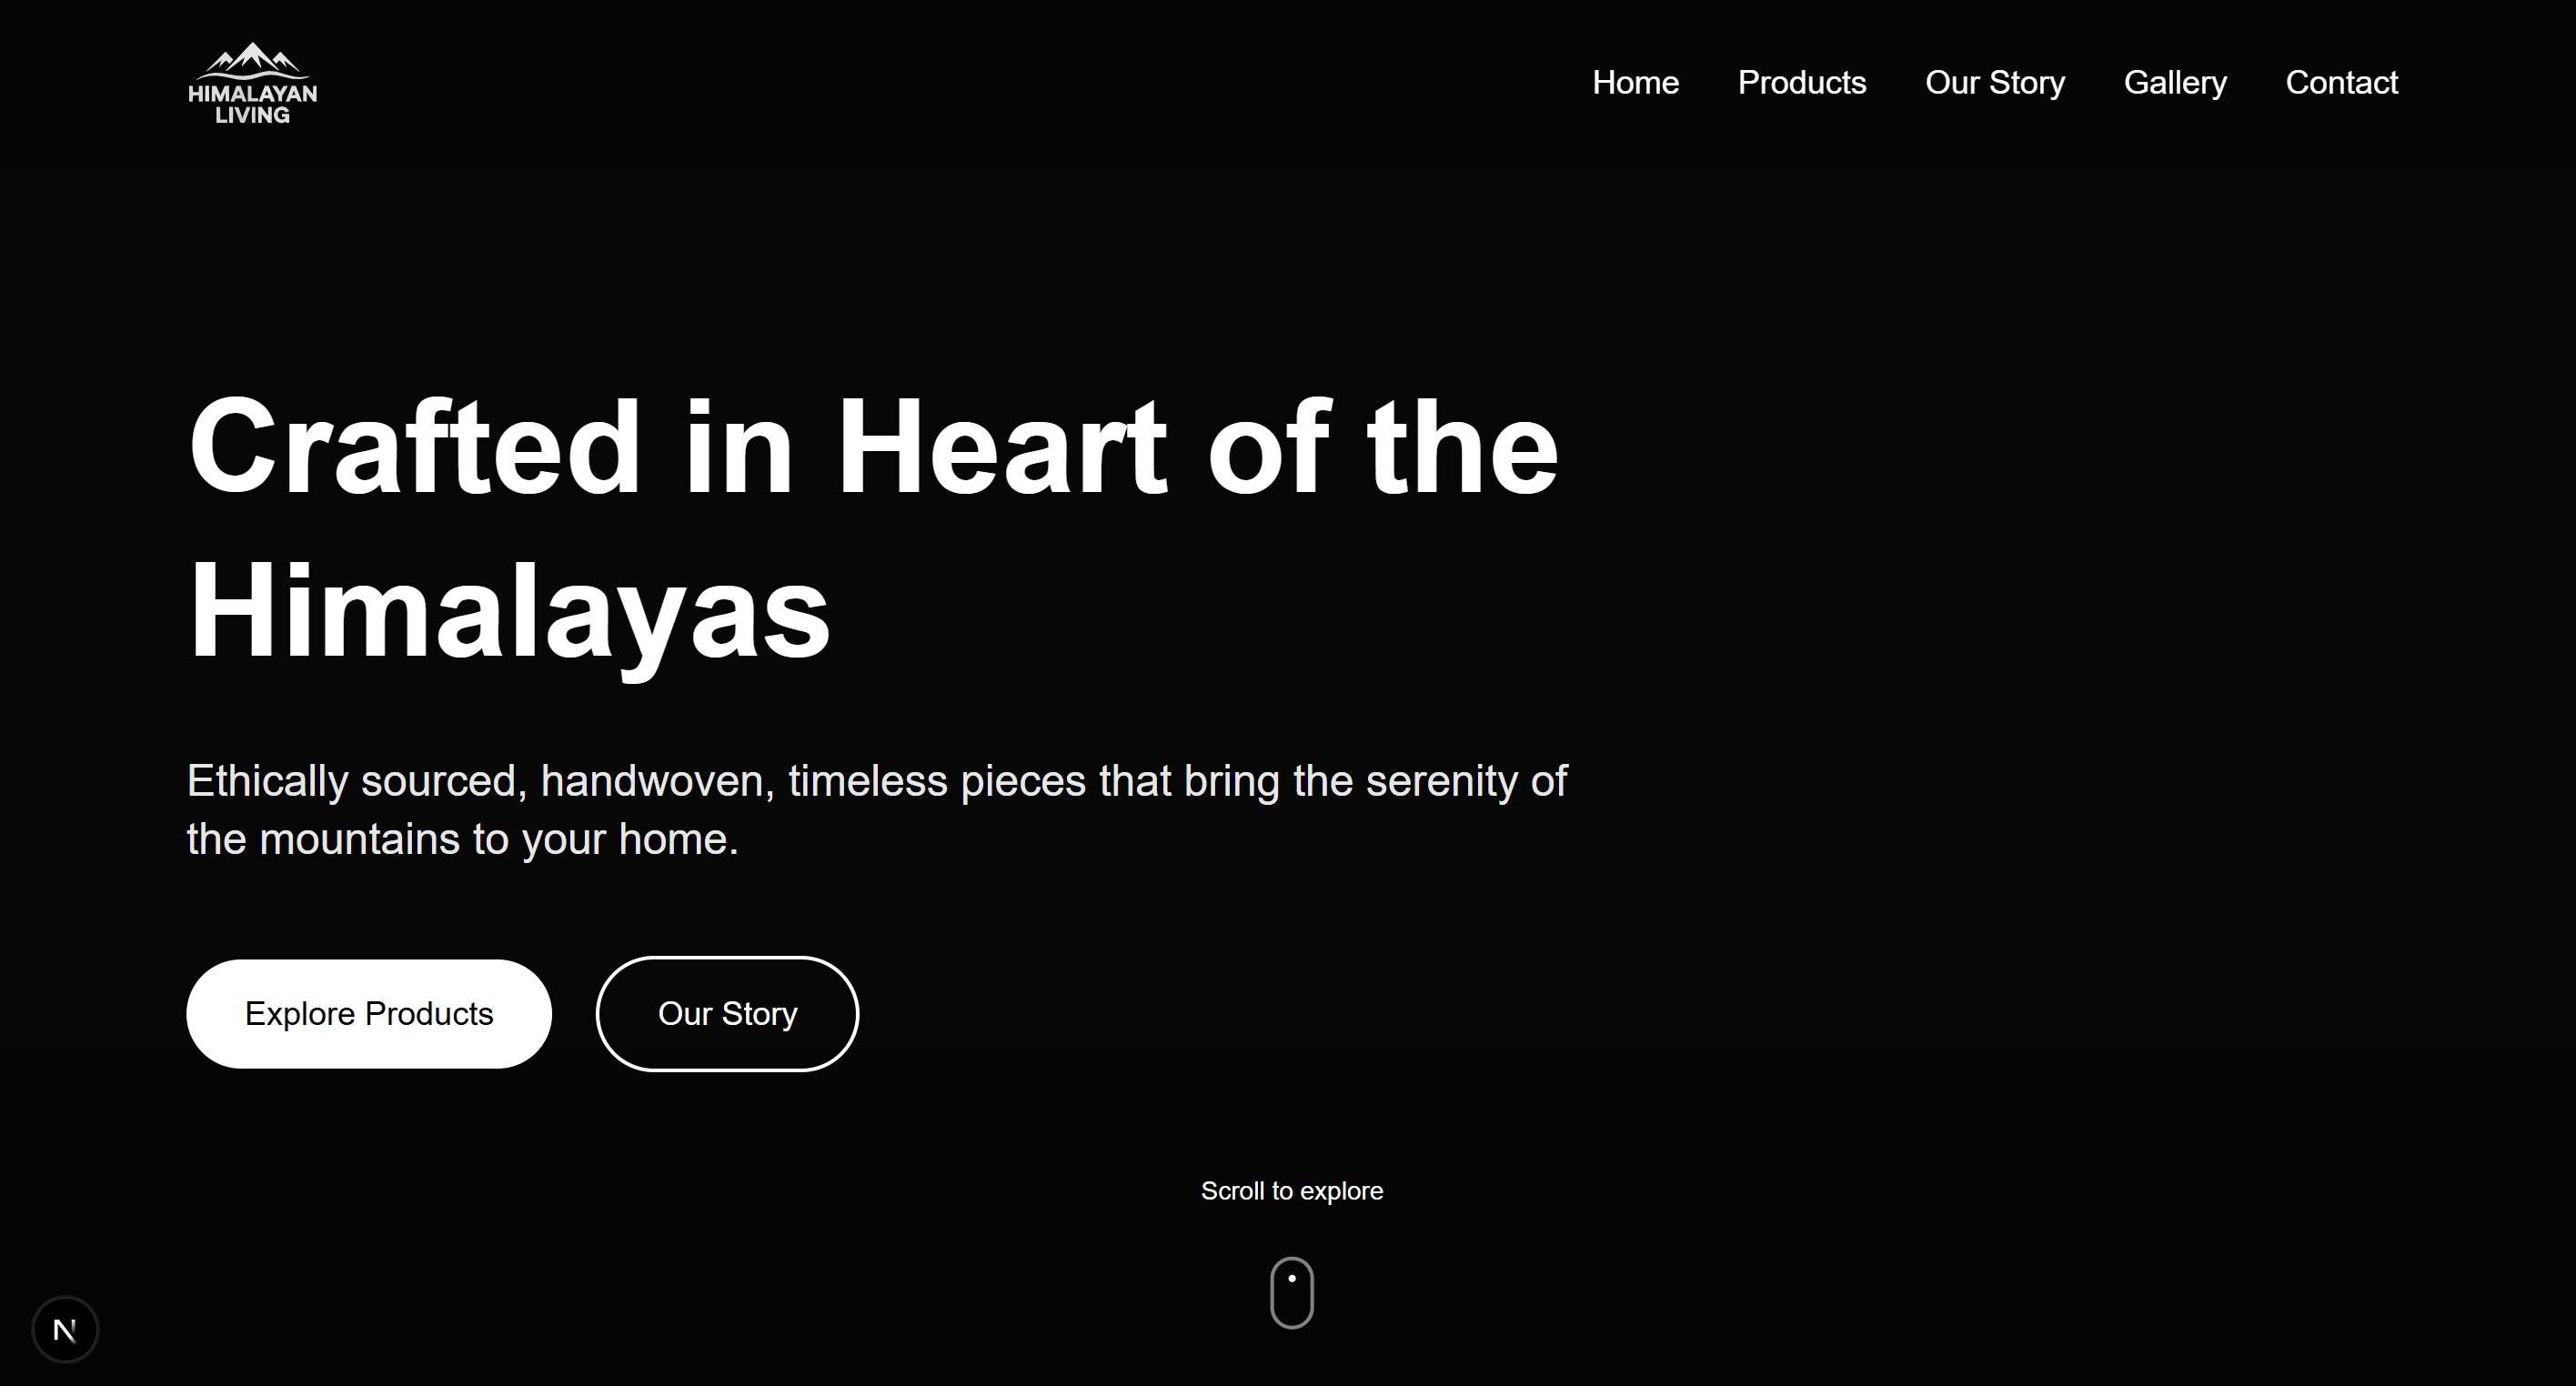 HIMALAYAN
LIVING
Home Products Our Story Gallery Contact
Crafted in Heart of the
Himalayas
Ethically sourced, handwoven, timeless pieces that bring the serenity of
the mountains to your home.
Explore Products Our Story
Scroll to explore
N